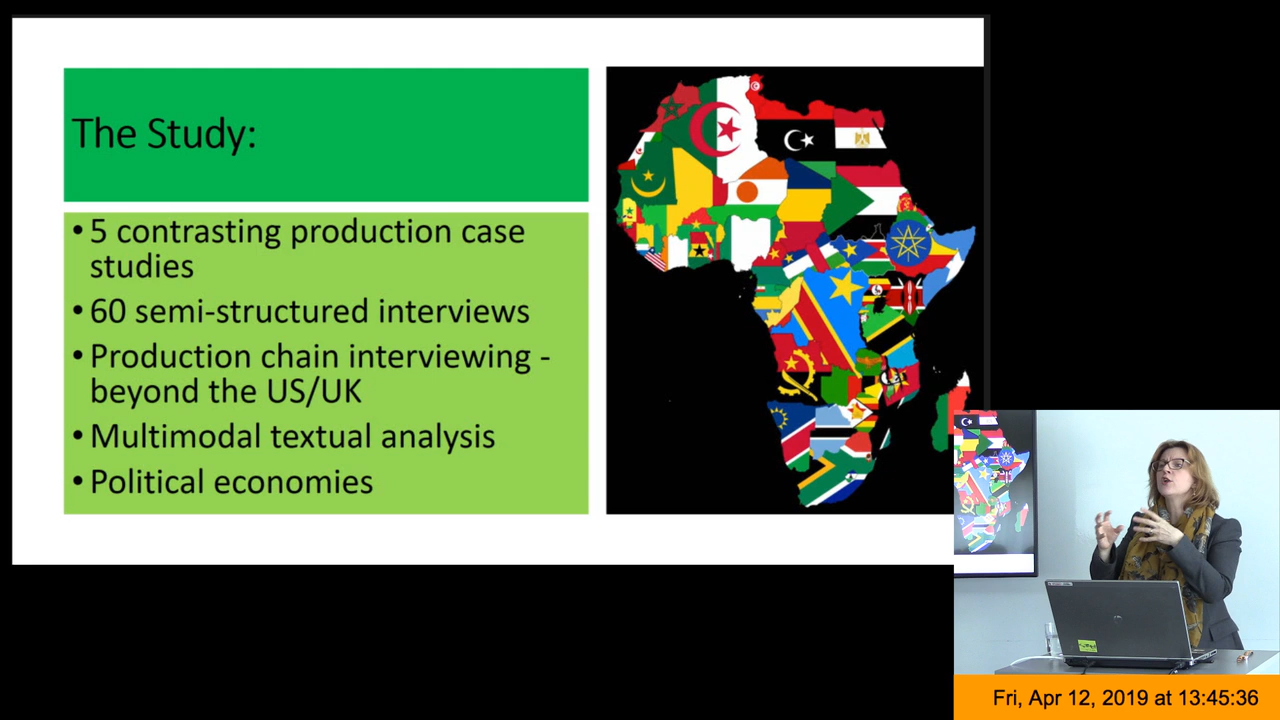 The Study:
• 5 contrasting production case
studies
• 60 semi-structured interviews
• Production chain interviewing -
beyond the US/UK
• Multimodal textual analysis
• Political economies
Fri, Apr 12, 2019 at 13:45:36